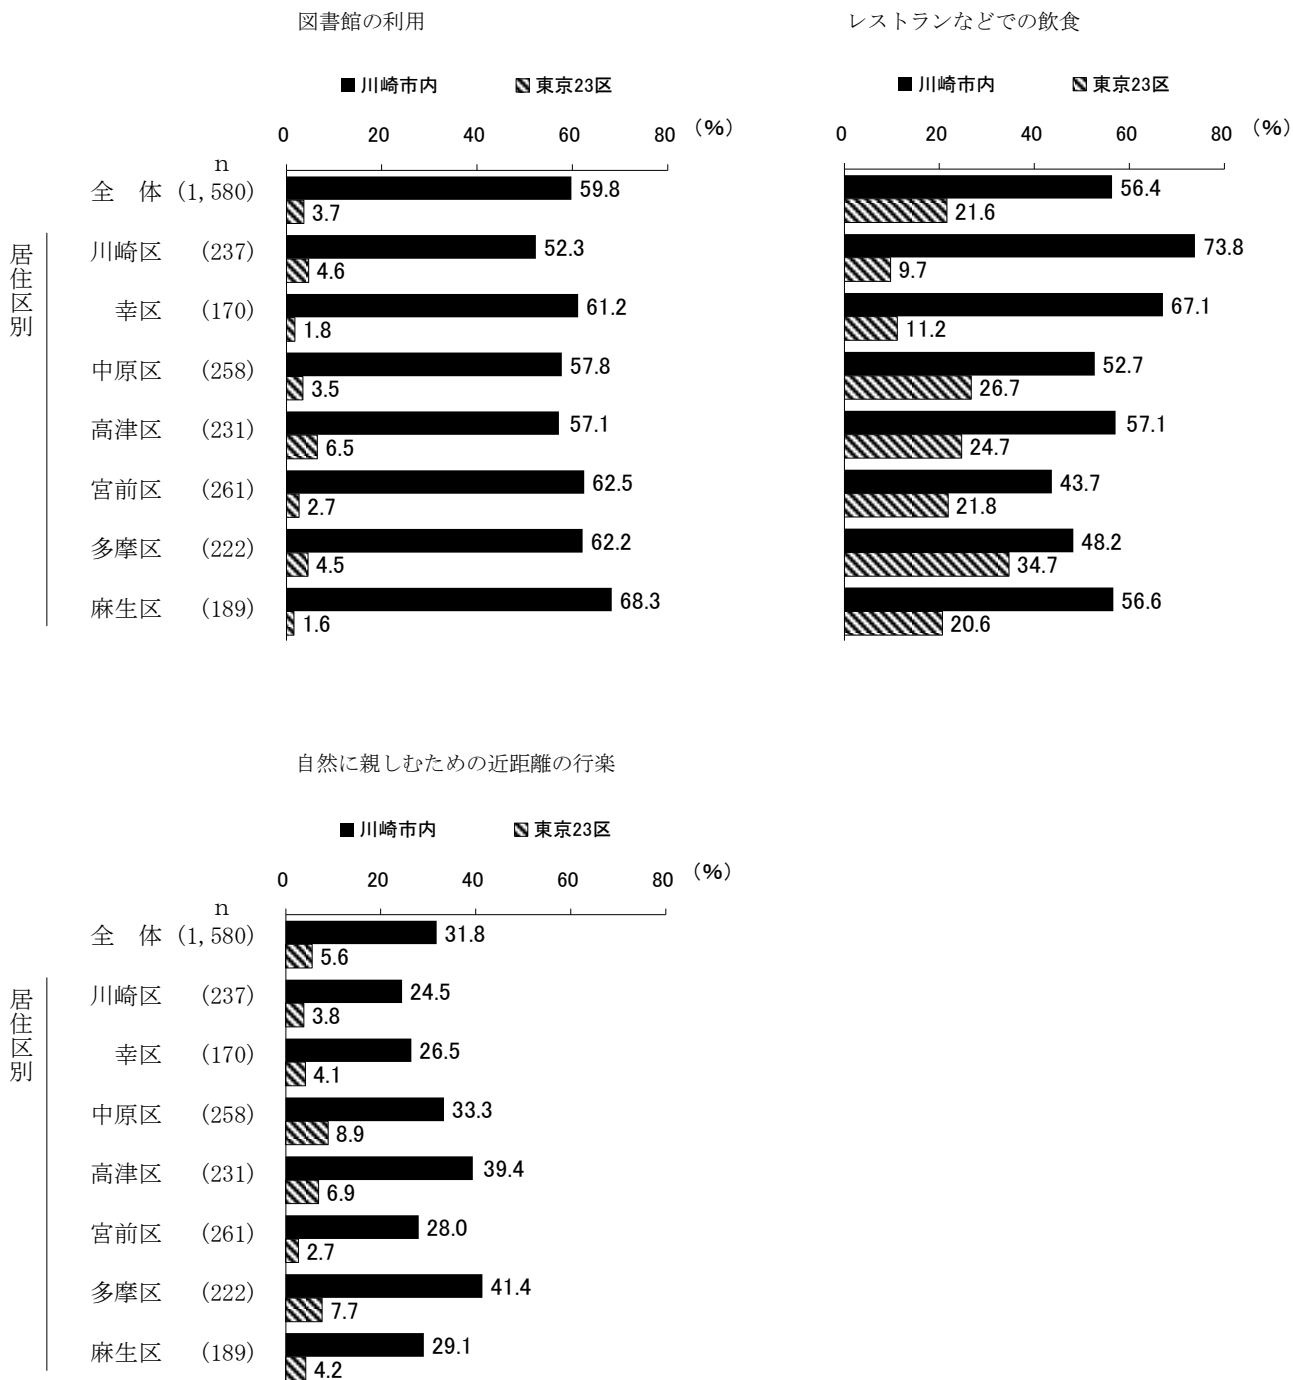 図書館の利用
■川崎市内 東京23区
0 20 40 60 80 (%)
n
全 体 (1,580) 59.8
3.7
居住区別
川崎区 (237) 52.3
4.6
幸区 (170) 61.2
1.8
中原区 (258) 57.8
3.5
高津区 (231) 57.1
6.5
宮前区 (261) 62.5
2.7
多摩区 (222) 62.2
4.5
麻生区 (189) 68.3
1.6
レストランなどでの飲食
■川崎市内 東京23区
0 20 40 60 80 (%)
56.4
21.6
73.8
9.7
67.1
11.2
52.7
26.7
57.1
24.7
43.7
21.8
48.2
34.7
56.6
20.6
自然に親しむための近距離の行楽
■川崎市内 東京23区
0 20 40 60 80 (%)
n
全 体 (1,580) 31.8
5.6
居住区別
川崎区 (237) 24.5
3.8
幸区 (170) 26.5
4.1
中原区 (258) 33.3
8.9
高津区 (231) 39.4
6.9
宮前区 (261) 28.0
2.7
多摩区 (222) 41.4
7.7
麻生区 (189) 29.1
4.2